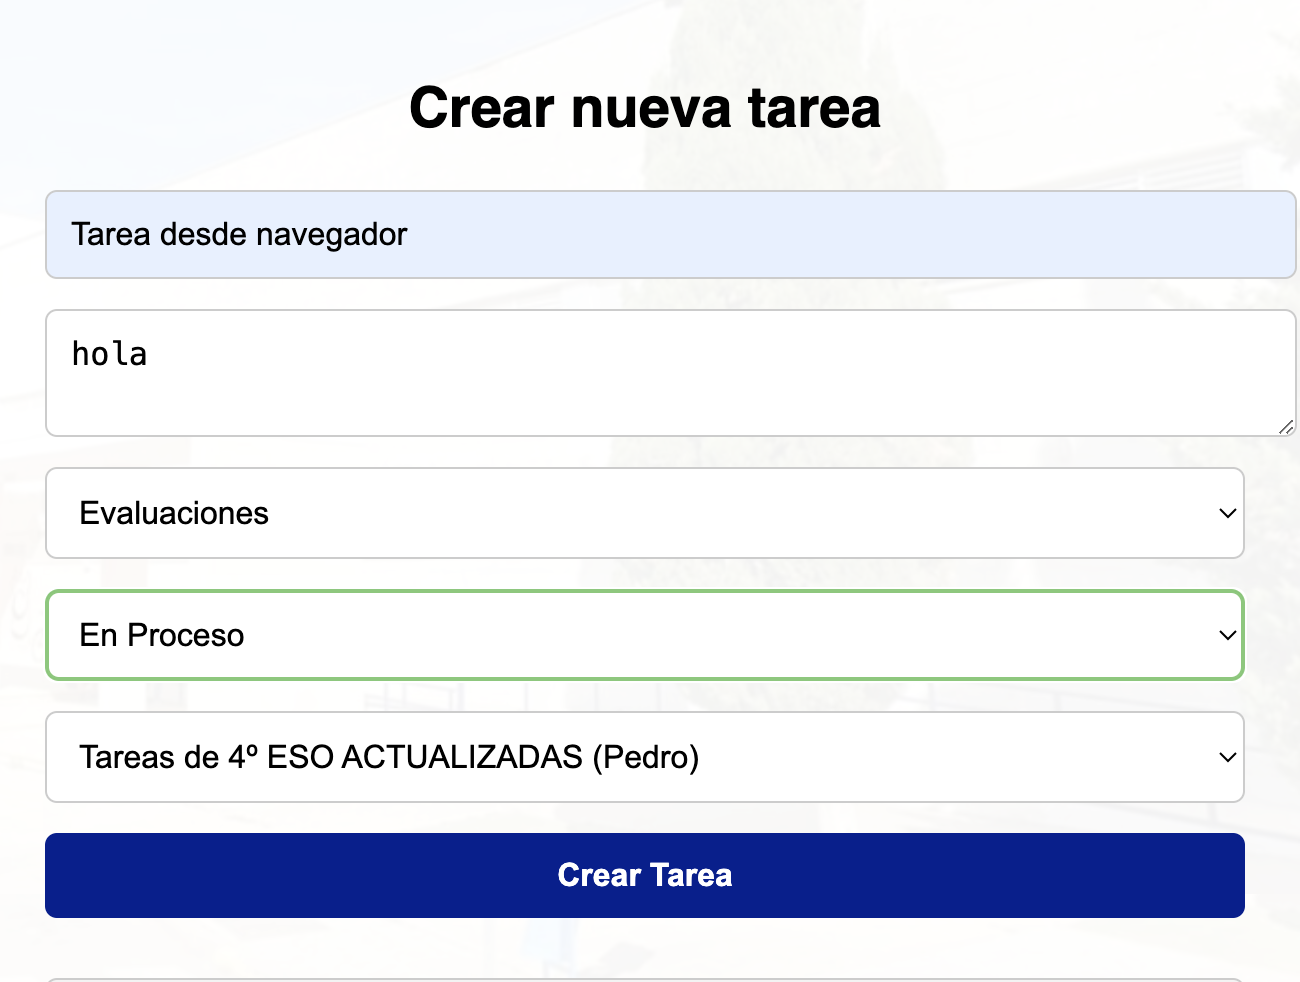 Crear nueva tarea
Tarea desde navegador
hola
Evaluaciones
En Proceso
Tareas de 4º ESO ACTUALIZADAS (Pedro)
Crear Tarea